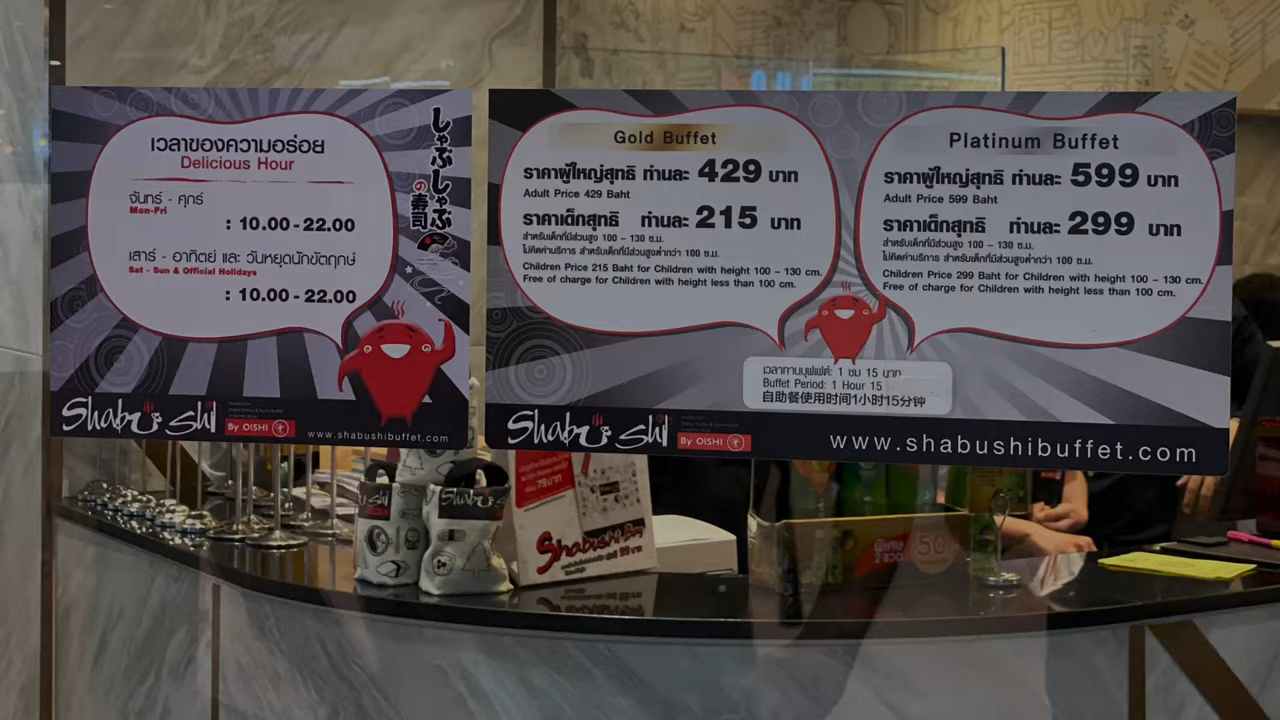 เวลาของความอร่อย
Delicious Hour
จันทร์ - ศุกร์
Mon-Fri
: 10.00 - 22.00
เสาร์ - อาทิตย์ และ วันหยุดนักขัตฤกษ์
Sat - Sun & Official Holidays
: 10.00 - 22.00
しゃぶしゃぶ
の寿司
Shabu shi
By OISHI
www.shabushibuffet.com
Gold Buffet
ราคาผู้ใหญ่สุทธิ ท่านละ 429 บาท
Adult Price 429 Baht
ราคาเด็กสุทธิ ท่านละ 215 บาท
สำหรับเด็กที่มีส่วนสูง 100 - 130 ซ.ม.
ไม่คิดค่าบริการ สำหรับเด็กที่มีส่วนสูงต่ำกว่า 100 ซ.ม.
Children Price 215 Baht for Children with height 100 - 130 cm.
Free of charge for Children with height less than 100 cm.
Platinum Buffet
ราคาผู้ใหญ่สุทธิ ท่านละ 599 บาท
Adult Price 599 Baht
ราคาเด็กสุทธิ ท่านละ 299 บาท
สำหรับเด็กที่มีส่วนสูง 100 - 130 ซ.ม.
ไม่คิดค่าบริการ สำหรับเด็กที่มีส่วนสูงต่ำกว่า 100 ซ.ม.
Children Price 299 Baht for Children with height 100 - 130 cm.
Free of charge for Children with height less than 100 cm.
เวลาทานบุฟเฟต์: 1 ชม 15 นาที
Buffet Period: 1 Hour 15
自助餐使用时间1小时15分钟
Shabu shi
By OISHI
www.shabushibuffet.com
79 บาท
Shabushi Bag
พิเศษ
2 ขวด
50